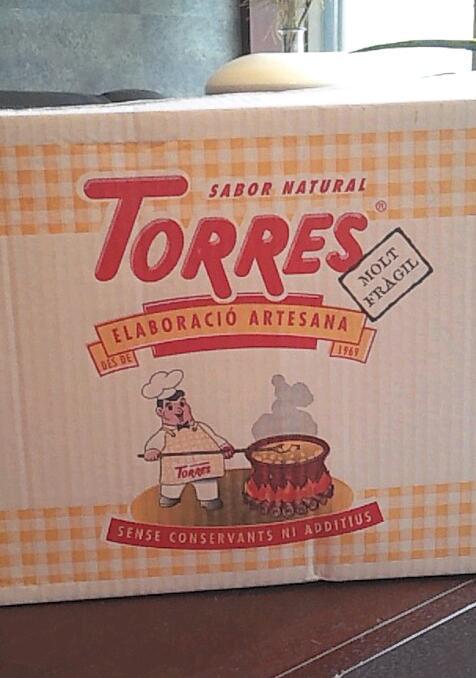 SABOR NATURAL
TORRES®
MOLT
FRÀGIL
ELABORACIÓ ARTESANA
DES DE 1969
TORRES
SENSE CONSERVANTS NI ADDITIUS